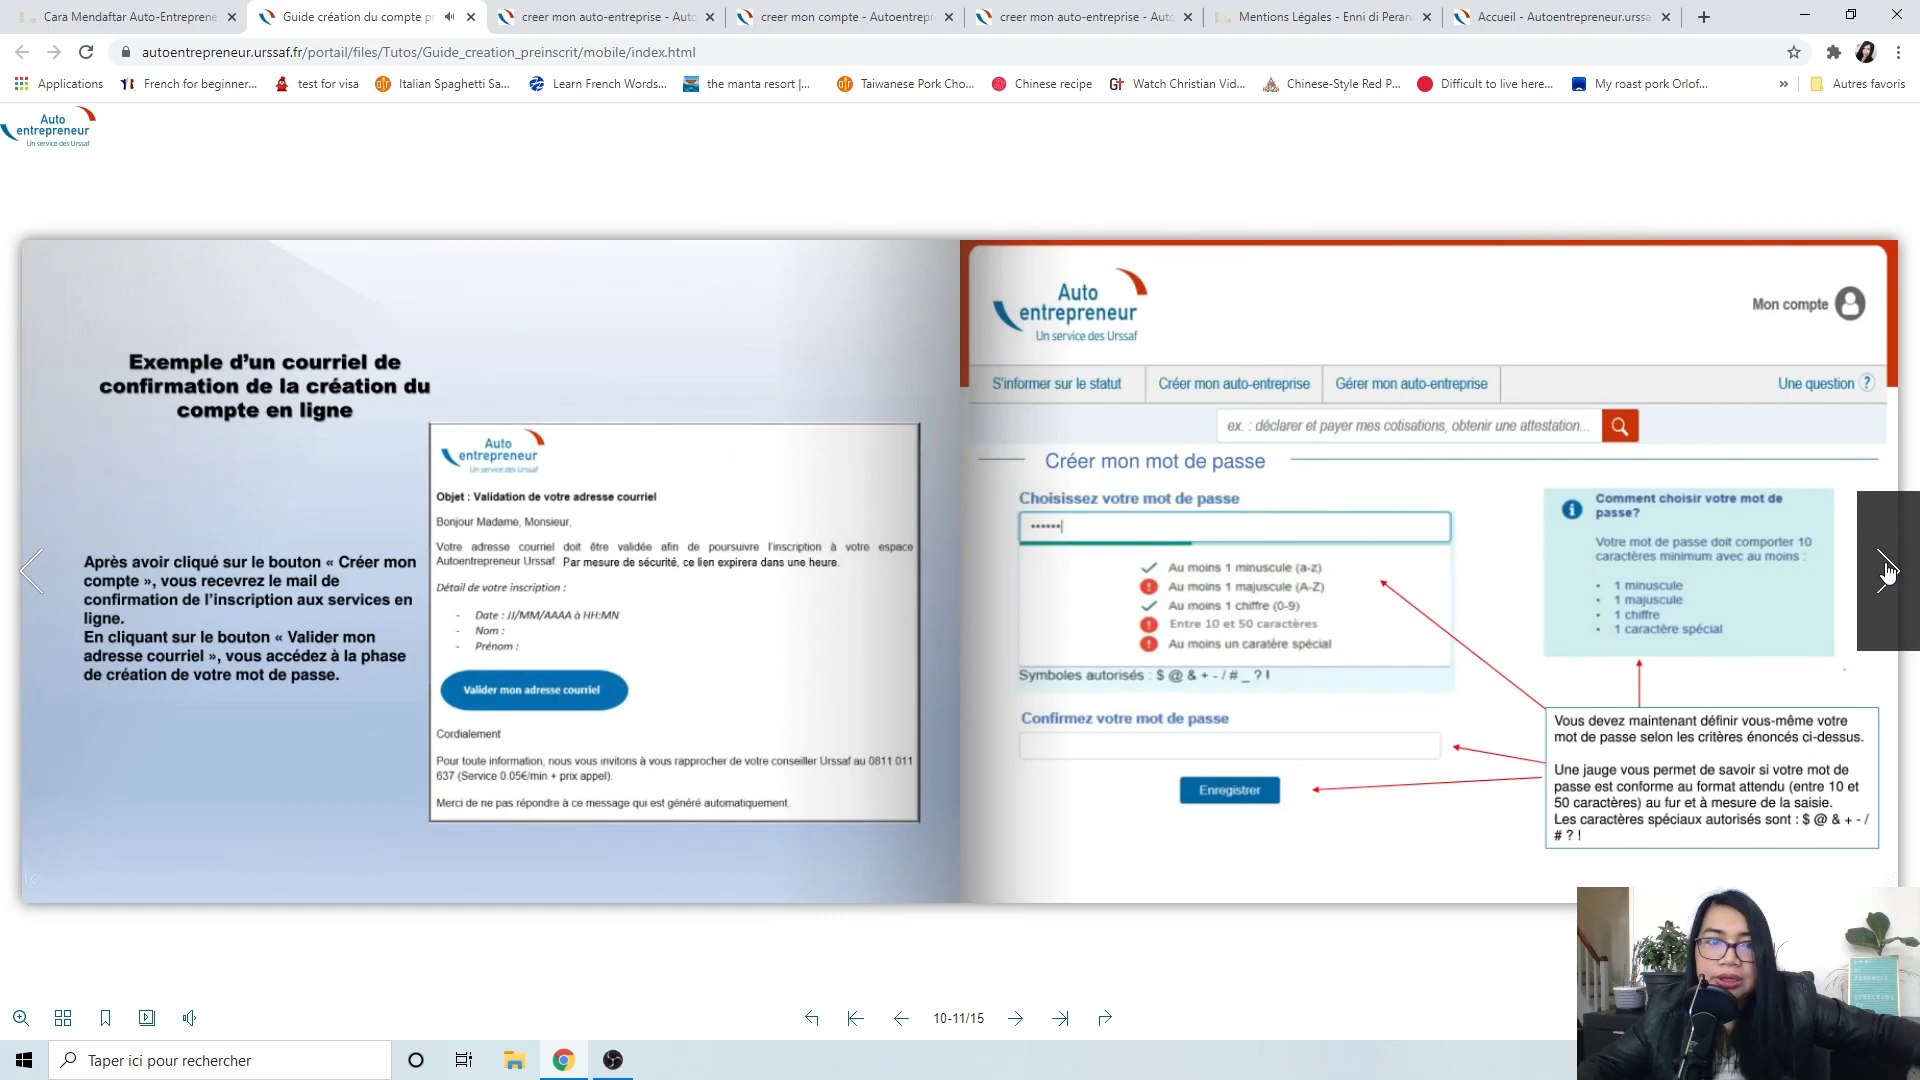 Cara Mendaftar Auto-Entreprene
Guide création du compte pr
creer mon auto-entreprise - Auto
creer mon compte - Autoentrepr
creer mon auto-entreprise - Auto
Mentions Légales - Enni di Peran
Accueil - Autoentrepreneur.urssa
autoentrepreneur.urssaf.fr/portail/files/Tutos/Guide_creation_preinscrit/mobile/index.html
Applications
French for beginner...
test for visa
Italian Spaghetti Sa...
Learn French Words...
the manta resort |...
Taiwanese Pork Cho...
Chinese recipe
Watch Christian Vid...
Chinese-Style Red P...
Difficult to live here...
My roast pork Orlof...
»
Autres favoris
Auto
entrepreneur
Un service des Urssaf
Exemple d'un courriel de
confirmation de la création du
compte en ligne
Après avoir cliqué sur le bouton « Créer mon
compte », vous recevrez le mail de
confirmation de l'inscription aux services en
ligne.
En cliquant sur le bouton « Valider mon
adresse courriel », vous accédez à la phase
de création de votre mot de passe.
Auto
entrepreneur
Un service des Urssaf
Objet : Validation de votre adresse courriel
Bonjour Madame, Monsieur,
Votre adresse courriel doit être validée afin de poursuivre l'inscription à votre espace
Autoentrepreneur Urssaf. Par mesure de sécurité, ce lien expirera dans une heure.
Détail de votre inscription :
- Date : JJ/MM/AAAA à HH:MN
- Nom :
- Prénom :
Valider mon adresse courriel
Cordialement
Pour toute information, nous vous invitons à vous rapprocher de votre conseiller Urssaf au 0811 011
637 (Service 0.05€/min + prix appel).
Merci de ne pas répondre à ce message qui est généré automatiquement.
Auto
entrepreneur
Un service des Urssaf
Mon compte
S'informer sur le statut
Créer mon auto-entreprise
Gérer mon auto-entreprise
Une question ?
ex. : déclarer et payer mes cotisations, obtenir une attestation...
Créer mon mot de passe
Choisissez votre mot de passe
••••••
Au moins 1 minuscule (a-z)
Au moins 1 majuscule (A-Z)
Au moins 1 chiffre (0-9)
Entre 10 et 50 caractères
Au moins un caratère spécial
Symboles autorisés : $ @ & + - / # _ ? !
Confirmez votre mot de passe
Enregistrer
Comment choisir votre mot de
passe?
Votre mot de passe doit comporter 10
caractères minimum avec au moins :
• 1 minuscule
• 1 majuscule
• 1 chiffre
• 1 caractère spécial
Vous devez maintenant définir vous-même votre
mot de passe selon les critères énoncés ci-dessus.
Une jauge vous permet de savoir si votre mot de
passe est conforme au format attendu (entre 10 et
50 caractères) au fur et à mesure de la saisie.
Les caractères spéciaux autorisés sont : $ @ & + - /
# ? !
10-11/15
Taper ici pour rechercher